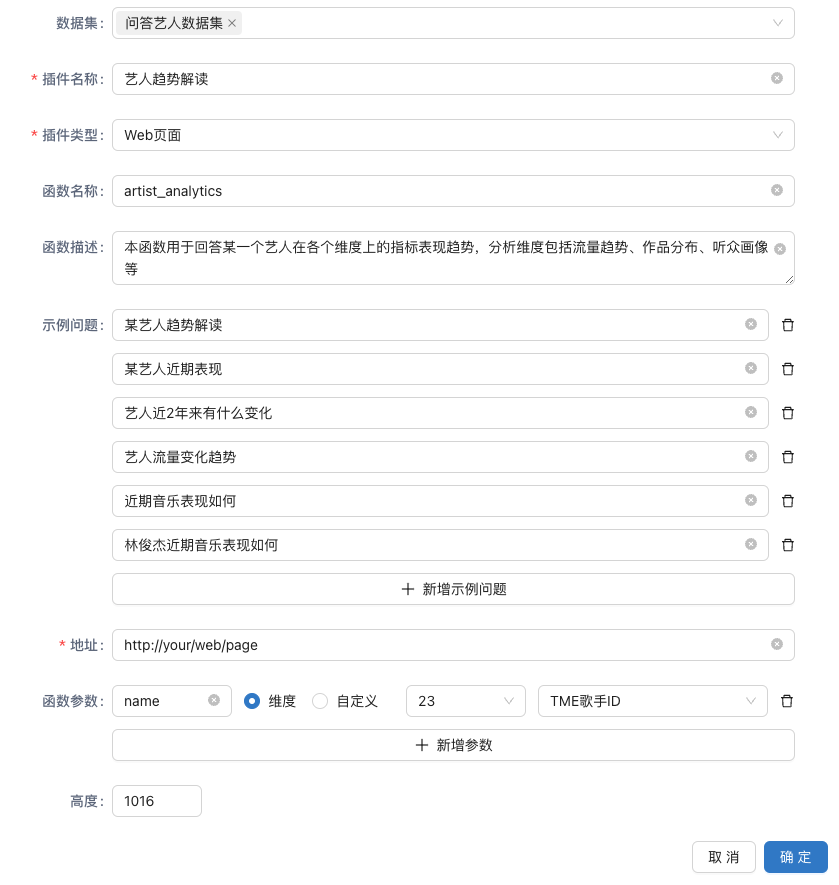 数据集: 问答艺人数据集 ×
* 插件名称: 艺人趋势解读
* 插件类型: Web页面
函数名称: artist_analytics
函数描述: 本函数用于回答某一个艺人在各个维度上的指标表现趋势，分析维度包括流量趋势、作品分布、听众画像
等
示例问题: 某艺人趋势解读
某艺人近期表现
艺人近2年来有什么变化
艺人流量变化趋势
近期音乐表现如何
林俊杰近期音乐表现如何
+ 新增示例问题
* 地址: http://your/web/page
函数参数: name 维度 自定义 23 TME歌手ID
+ 新增参数
高度: 1016
取 消 确 定